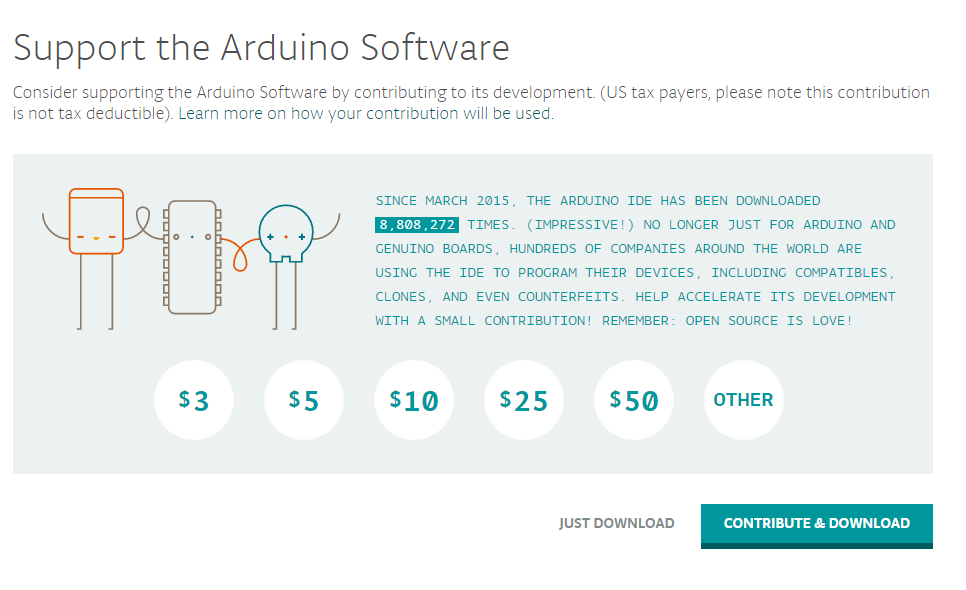 Support the Arduino Software
Consider supporting the Arduino Software by contributing to its development. (US tax payers, please note this contribution
is not tax deductible). Learn more on how your contribution will be used.
SINCE MARCH 2015, THE ARDUINO IDE HAS BEEN DOWNLOADED
8,808,272 TIMES. (IMPRESSIVE!) NO LONGER JUST FOR ARDUINO AND
GENUINO BOARDS, HUNDREDS OF COMPANIES AROUND THE WORLD ARE
USING THE IDE TO PROGRAM THEIR DEVICES, INCLUDING COMPATIBLES,
CLONES, AND EVEN COUNTERFEITS. HELP ACCELERATE ITS DEVELOPMENT
WITH A SMALL CONTRIBUTION! REMEMBER: OPEN SOURCE IS LOVE!
$3 $5 $10 $25 $50 OTHER
JUST DOWNLOAD CONTRIBUTE & DOWNLOAD